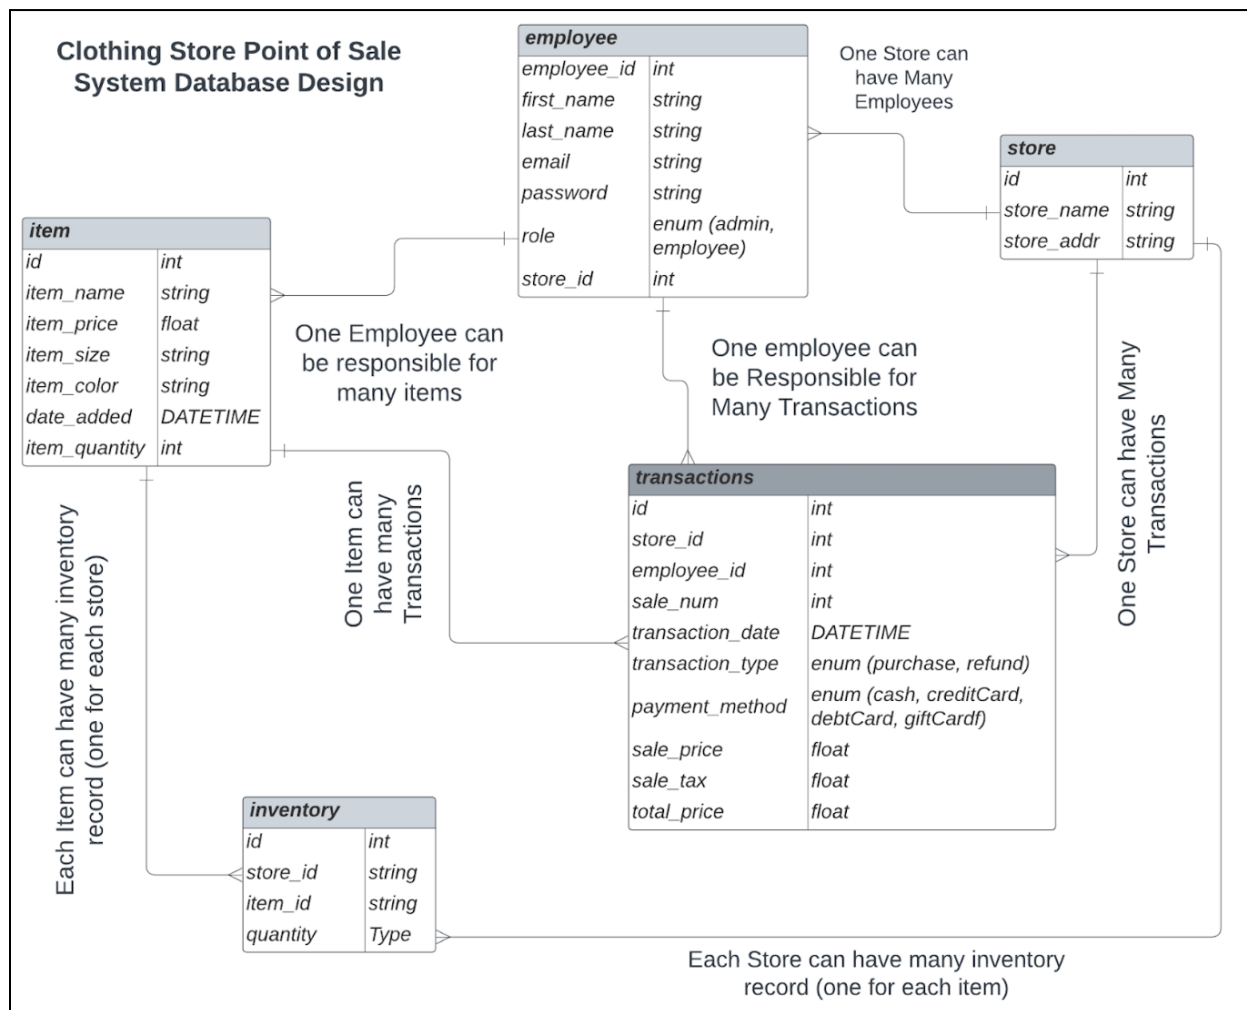 Clothing Store Point of Sale
System Database Design
employee
employee_id int
first_name string
last_name string
email string
password string
role enum (admin,
employee)
store_id int
One Store can
have Many
Employees
store
id int
store_name string
store_addr string
item
id int
item_name string
item_price float
item_size string
item_color string
date_added DATETIME
item_quantity int
One Employee can
be responsible for
many items
One employee can
be Responsible for
Many Transactions
One Store can have Many
Transactions
One Item can
have many
Transactions
Each Item can have many inventory
record (one for each store)
transactions
id int
store_id int
employee_id int
sale_num int
transaction_date DATETIME
transaction_type enum (purchase, refund)
payment_method enum (cash, creditCard,
debtCard, giftCardf)
sale_price float
sale_tax float
total_price float
inventory
id int
store_id string
item_id string
quantity Type
Each Store can have many inventory
record (one for each item)